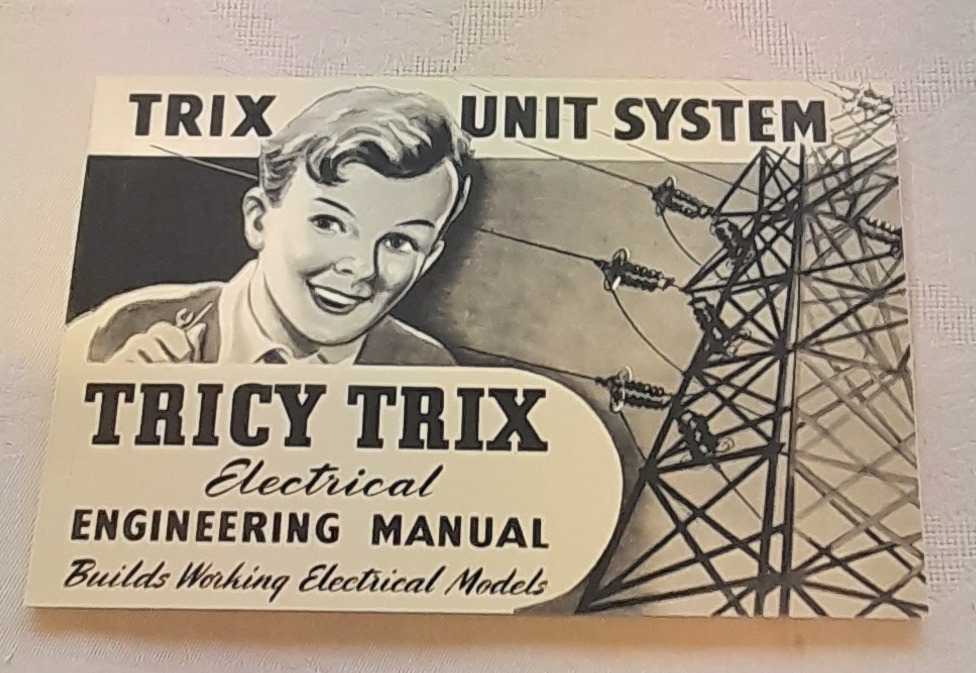 TRIX UNIT SYSTEM
TRICY TRIX
Electrical
ENGINEERING MANUAL
Builds Working Electrical Models